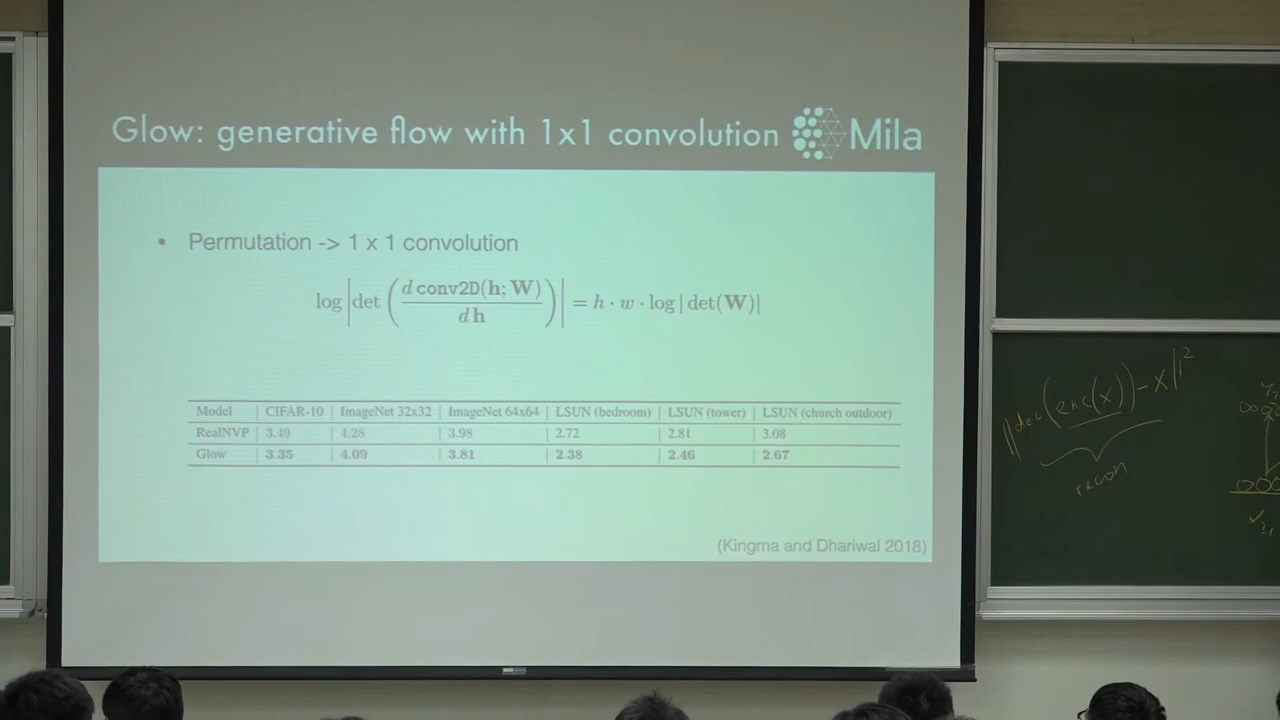 Glow: generative flow with 1x1 convolution Mila
• Permutation -> 1 x 1 convolution
log |det ( d conv2D(h; W) / d h )| = h · w · log | det(W)|
Model | CIFAR-10 | ImageNet 32x32 | ImageNet 64x64 | LSUN (bedroom) | LSUN (tower) | LSUN (church outdoor)
RealNVP | 3.49 | 4.28 | 3.98 | 2.72 | 2.81 | 3.08
Glow | 3.35 | 4.09 | 3.81 | 2.38 | 2.46 | 2.67
(Kingma and Dhariwal 2018)
||dec(enc(x))-x||²
recon